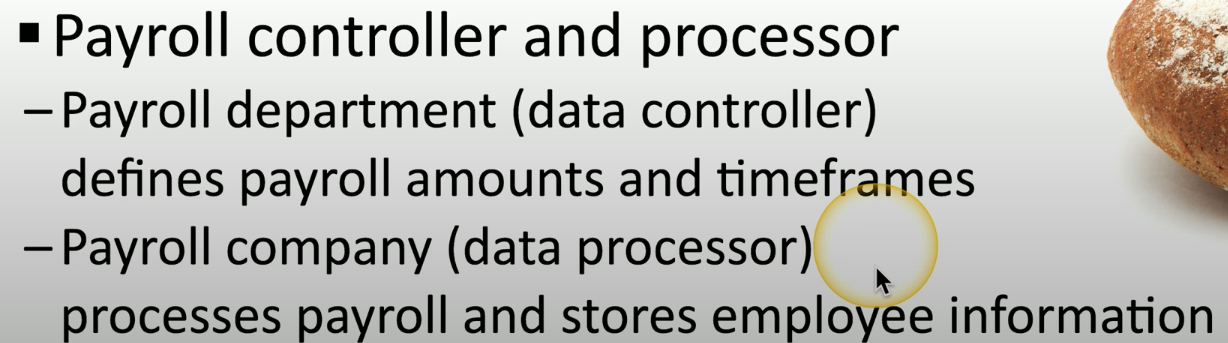 ▪ Payroll controller and processor
– Payroll department (data controller)
defines payroll amounts and timeframes
– Payroll company (data processor)
processes payroll and stores employee information